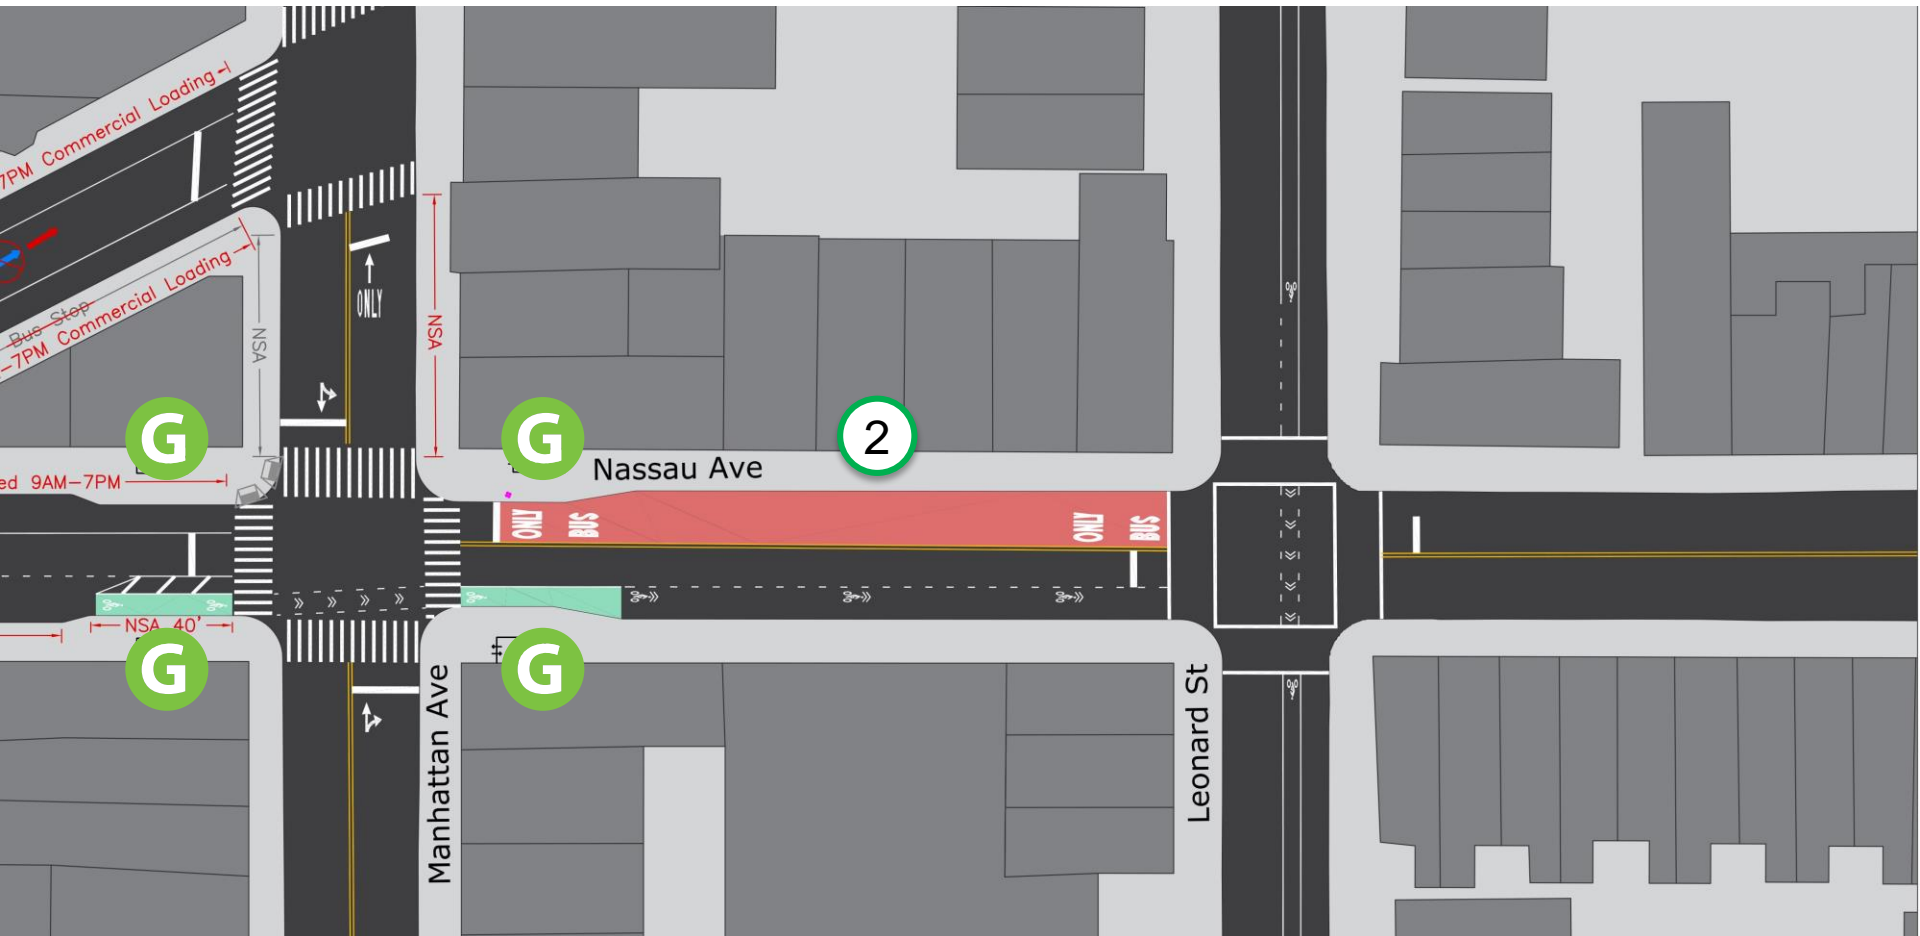 7PM Commercial Loading
Bus Stop
-7PM Commercial Loading
NSA
ONLY
NSA
G
G
2
Nassau Ave
ed 9AM-7PM
ONLY
BUS
ONLY
BUS
NSA 40'
G
G
Manhattan Ave
Leonard St